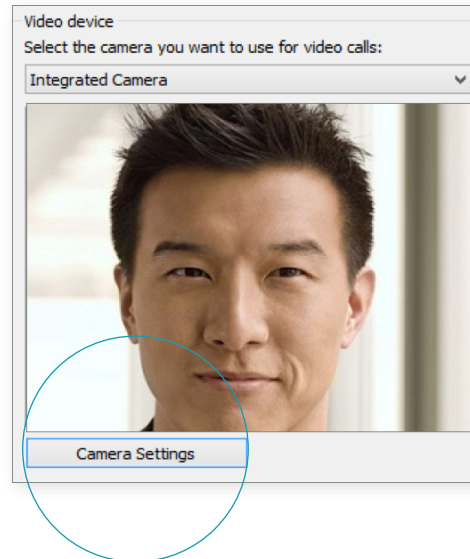 Video device
Select the camera you want to use for video calls:
Integrated Camera
Camera Settings